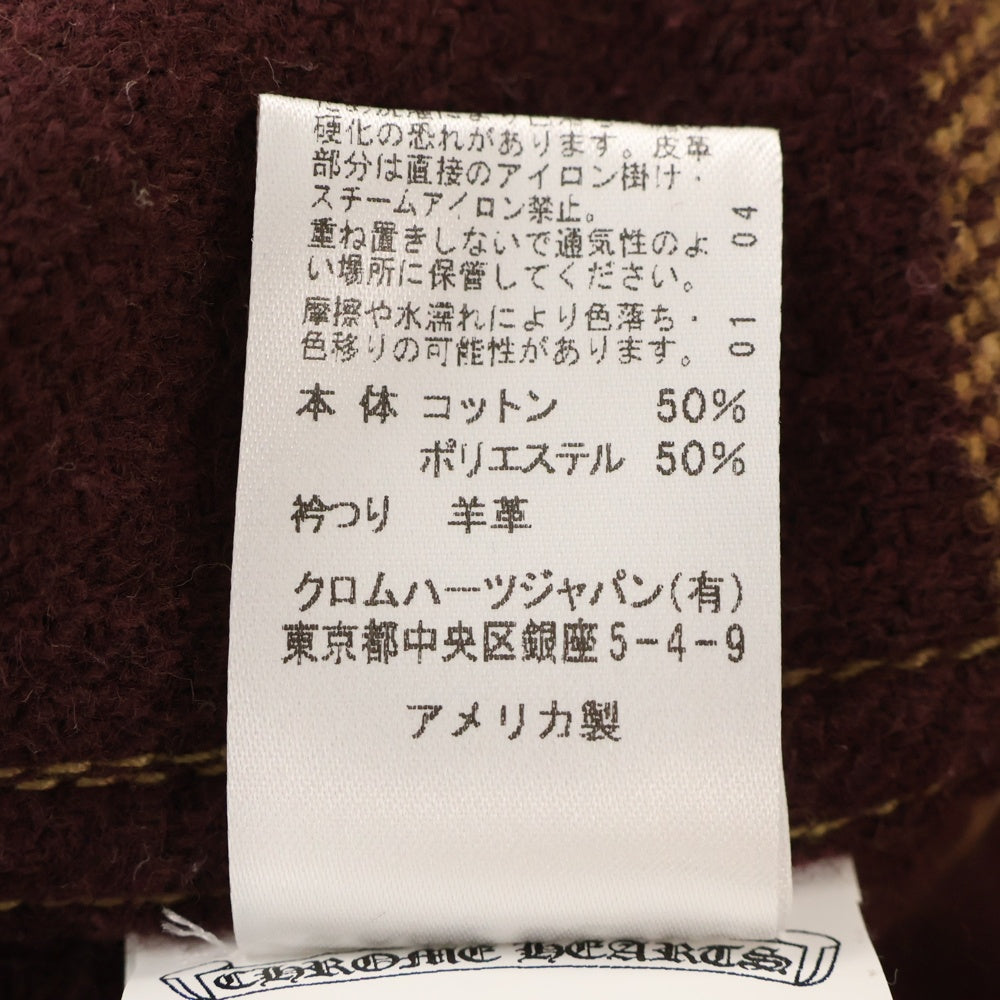 硬化の恐れがあります。皮革
部分は直接のアイロン掛け・
スチームアイロン禁止。
重ね置きしないで通気性のよ
い場所に保管してください。
摩擦や水濡れにより色落ち・
色移りの可能性があります。
01 04
本体 コットン 50%
ポリエステル 50%
衿つり 羊革
クロムハーツジャパン(有)
東京都中央区銀座5-4-9
アメリカ製
CHROME HEARTS